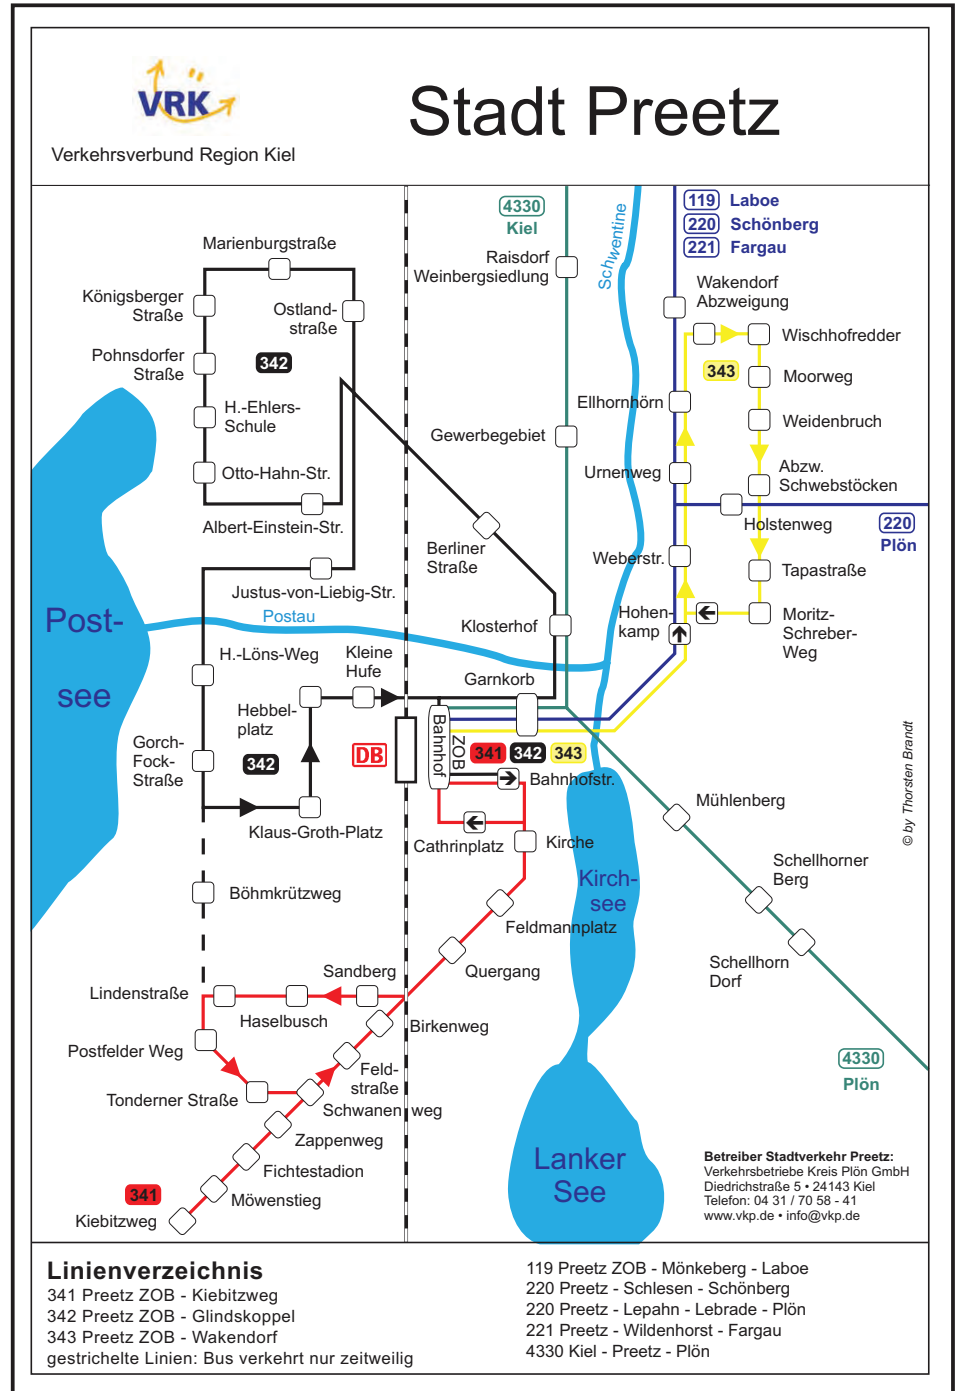 VRK
Verkehrsverbund Region Kiel
Stadt Preetz
4330
Kiel
Schwentine
119 Laboe
220 Schönberg
221 Fargau
Marienburgstraße
Königsberger
Straße
Ostland-
straße
Pohnsdorfer
Straße
342
H.-Ehlers-
Schule
Otto-Hahn-Str.
Albert-Einstein-Str.
Justus-von-Liebig-Str.
Raisdorf
Weinbergsiedlung
Gewerbegebiet
Berliner
Straße
Klosterhof
Garnkorb
Wakendorf
Abzweigung
Wischhofredder
343
Moorweg
Ellhornhörn
Weidenbruch
Urnenweg
Abzw.
Schwebstöcken
Holstenweg
220
Plön
Weberstr.
Tapastraße
Hohen-
kamp
Moritz-
Schreber-
Weg
Post-
see
Postau
H.-Löns-Weg
Kleine
Hufe
Hebbel-
platz
Gorch-
Fock-
Straße
342
Klaus-Groth-Platz
DB
Bahnhof
ZOB
341
342
343
Bahnhofstr.
Cathrinplatz
Kirche
Böhmkrützweg
Kirch-
see
Feldmannplatz
Quergang
Mühlenberg
Schellhorner
Berg
Schellhorn
Dorf
© by Thorsten Brandt
4330
Plön
Sandberg
Lindenstraße
Haselbusch
Birkenweg
Postfelder Weg
Feld-
straße
Tonderner Straße
Schwanenweg
Zappenweg
Fichtestadion
Möwenstieg
341
Kiebitzweg
Lanker
See
Betreiber Stadtverkehr Preetz:
Verkehrsbetriebe Kreis Plön GmbH
Diedrichstraße 5 • 24143 Kiel
Telefon: 04 31 / 70 58 - 41
www.vkp.de • info@vkp.de
Linienverzeichnis
341 Preetz ZOB - Kiebitzweg
342 Preetz ZOB - Glindskoppel
343 Preetz ZOB - Wakendorf
gestrichelte Linien: Bus verkehrt nur zeitweilig
119 Preetz ZOB - Mönkeberg - Laboe
220 Preetz - Schlesen - Schönberg
220 Preetz - Lepahn - Lebrade - Plön
221 Preetz - Wildenhorst - Fargau
4330 Kiel - Preetz - Plön